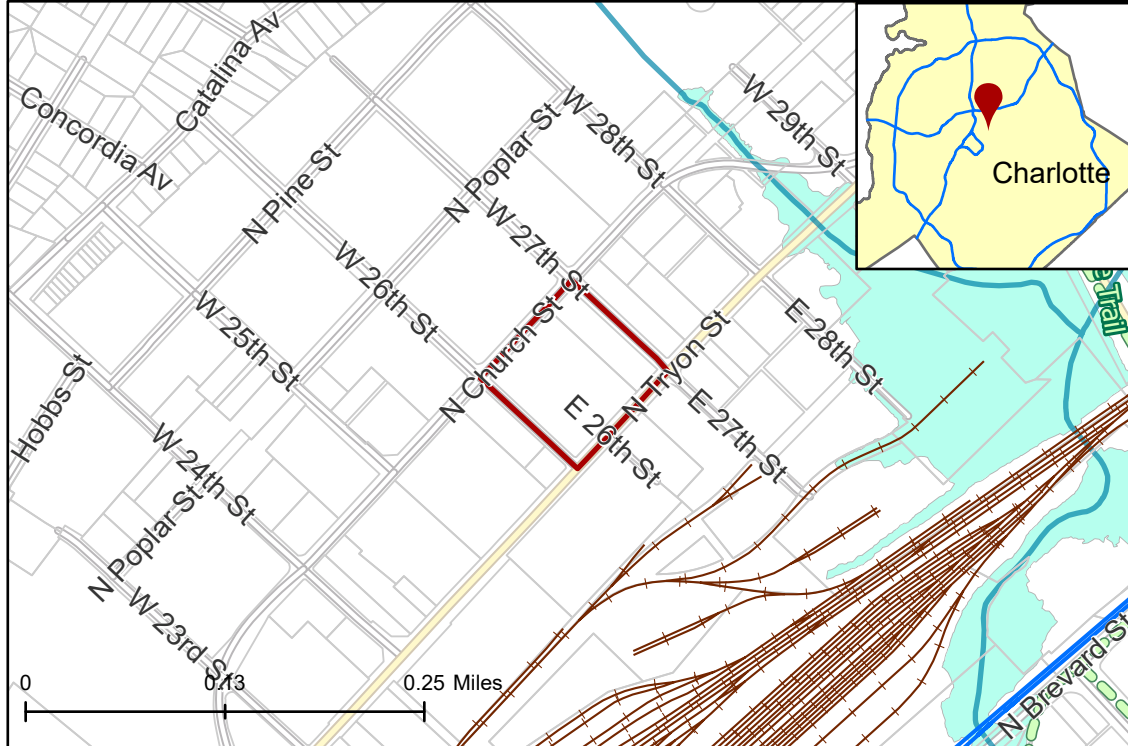 Catalina Av
Concordia Av
N Pine St
N Poplar St
W 28th St
W 29th St
Charlotte
W 27th St
W 26th St
W 25th St
N Church St
N Tryon St
E 28th St
e Trail
E 26th St
E 27th St
Hobbs St
W 24th St
N Poplar St
W 23rd St
N Brevard St
0 0.13 0.25 Miles